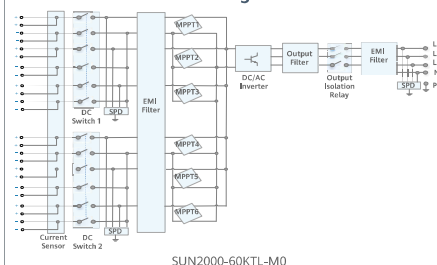 MPPT1
MPPT2
MPPT3
SPD
DC
Switch 1
EMI
Filter
DC/AC
Inverter
Output
Filter
Output
Isolation
Relay
EMI
Filter
L
L
L
N
SPD
P
MPPT4
MPPT5
MPPT6
SPD
Current
Sensor
DC
Switch 2
SUN2000-60KTL-M0